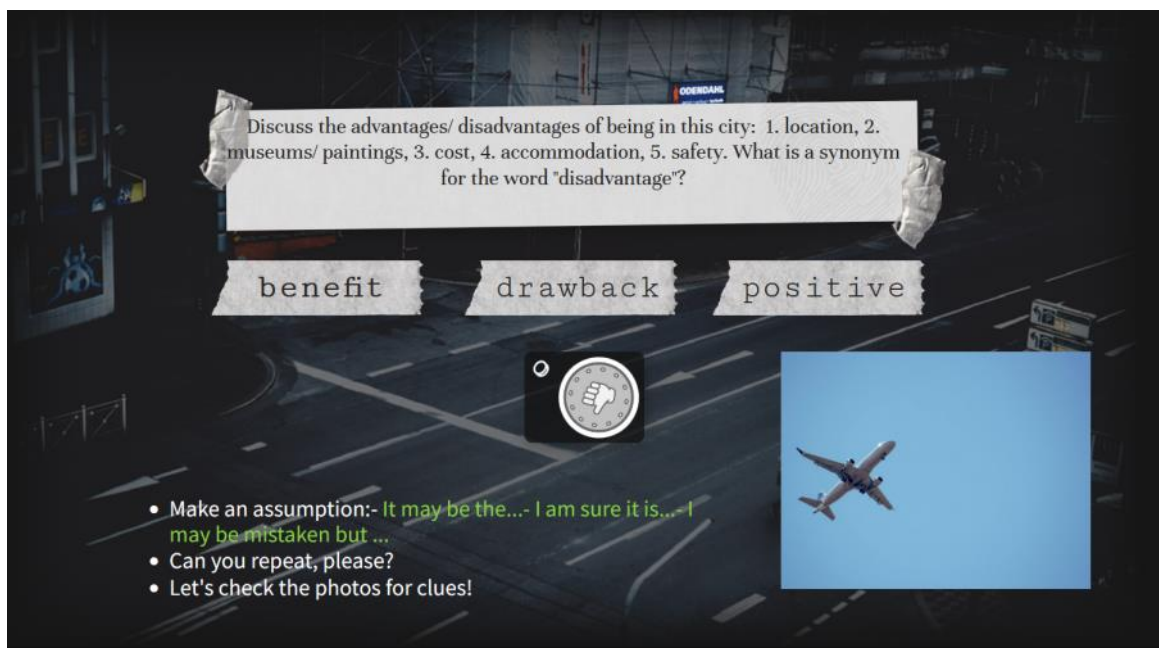 ODENDAHL
Discuss the advantages/ disadvantages of being in this city:  1. location, 2.
museums/ paintings, 3. cost, 4. accommodation, 5. safety. What is a synonym
for the word "disadvantage"?
benefit
drawback
positive
• Make an assumption:- It may be the...- I am sure it is...- I
may be mistaken but ...
• Can you repeat, please?
• Let's check the photos for clues!